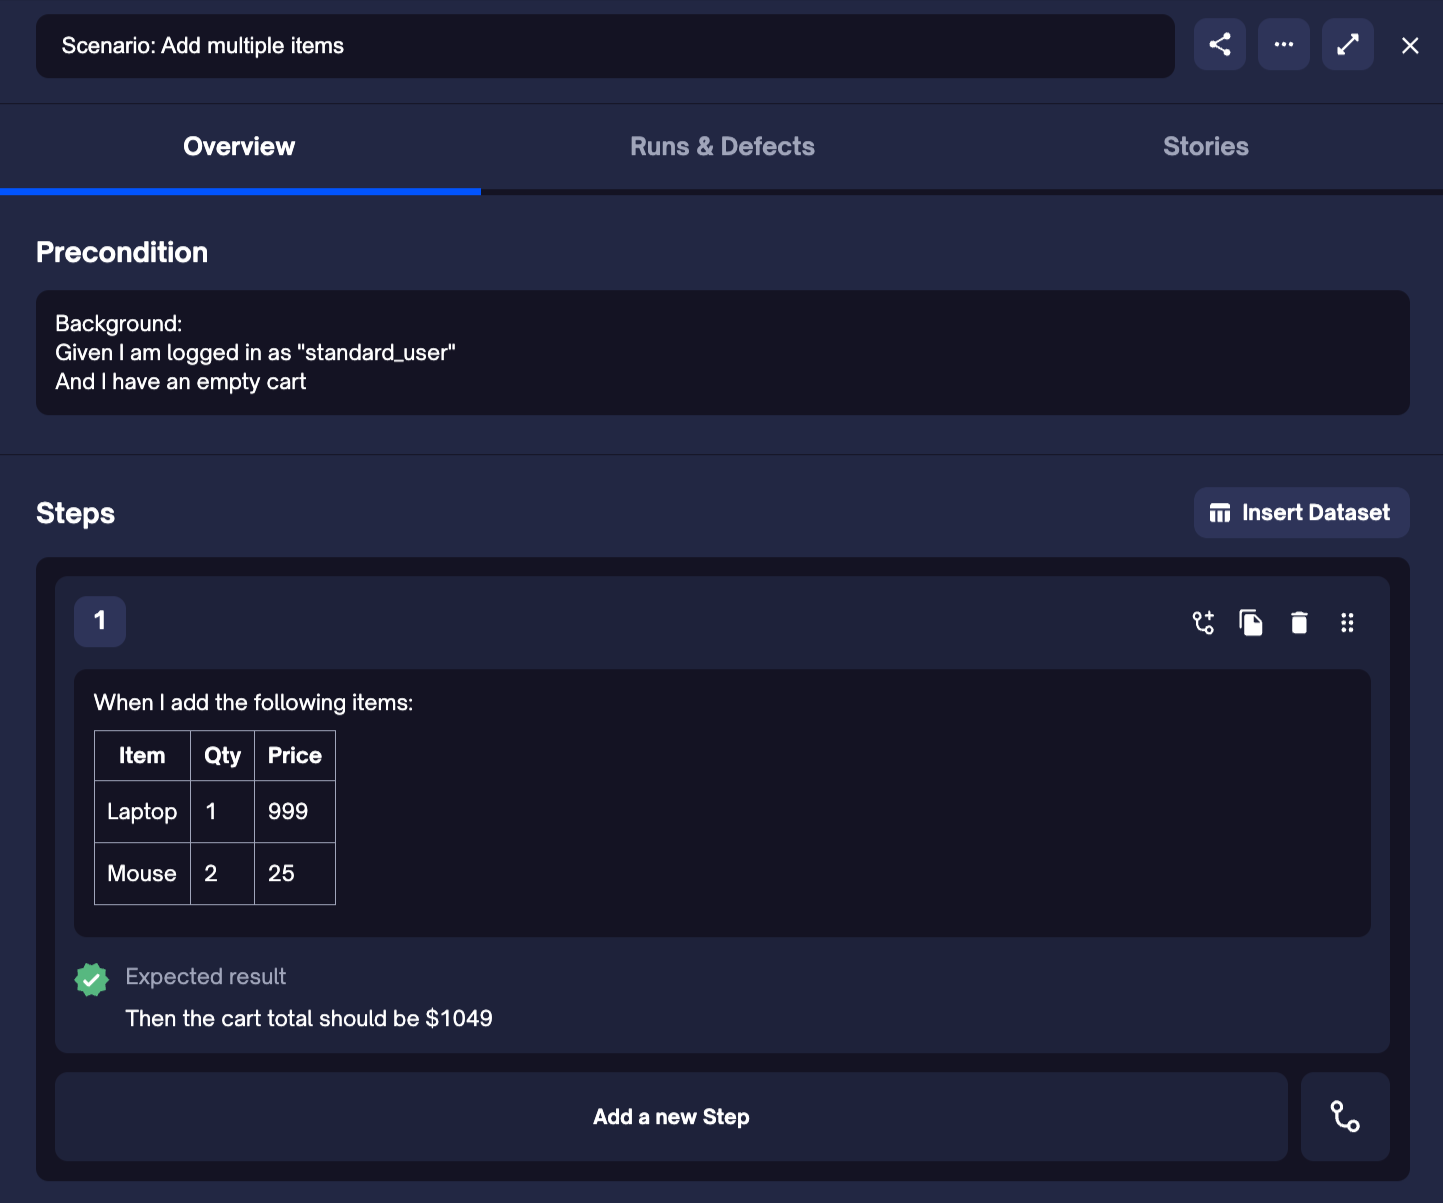 Scenario: Add multiple items
Overview
Runs & Defects
Stories
Precondition
Background:
Given I am logged in as "standard_user"
And I have an empty cart
Steps
Insert Dataset
1
When I add the following items:
Item Qty Price
Laptop 1 999
Mouse 2 25
Expected result
Then the cart total should be $1049
Add a new Step